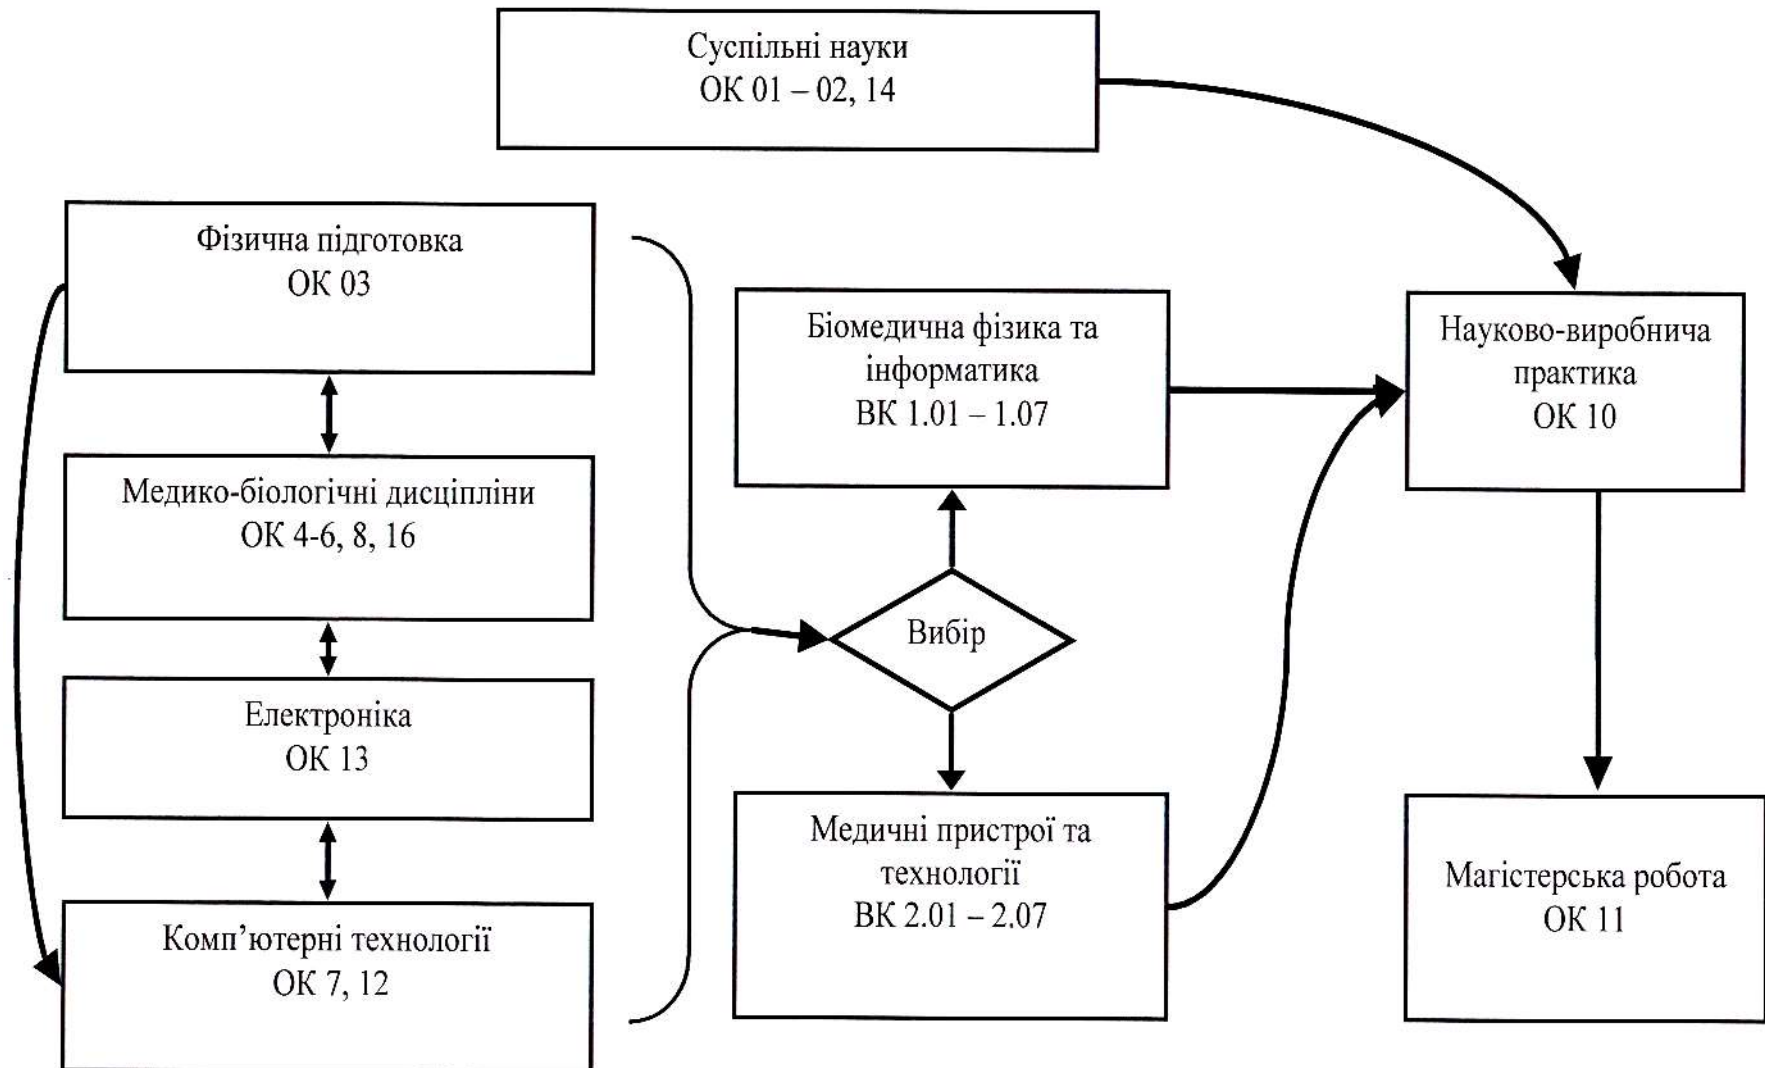 Суспільні науки
ОК 01 – 02, 14
Фізична підготовка
ОК 03
Медико-біологічні дисципліни
ОК 4-6, 8, 16
Електроніка
ОК 13
Комп’ютерні технології
ОК 7, 12
Вибір
Біомедична фізика та
інформатика
ВК 1.01 – 1.07
Медичні пристрої та
технології
ВК 2.01 – 2.07
Науково-виробнича
практика
ОК 10
Магістерська робота
ОК 11